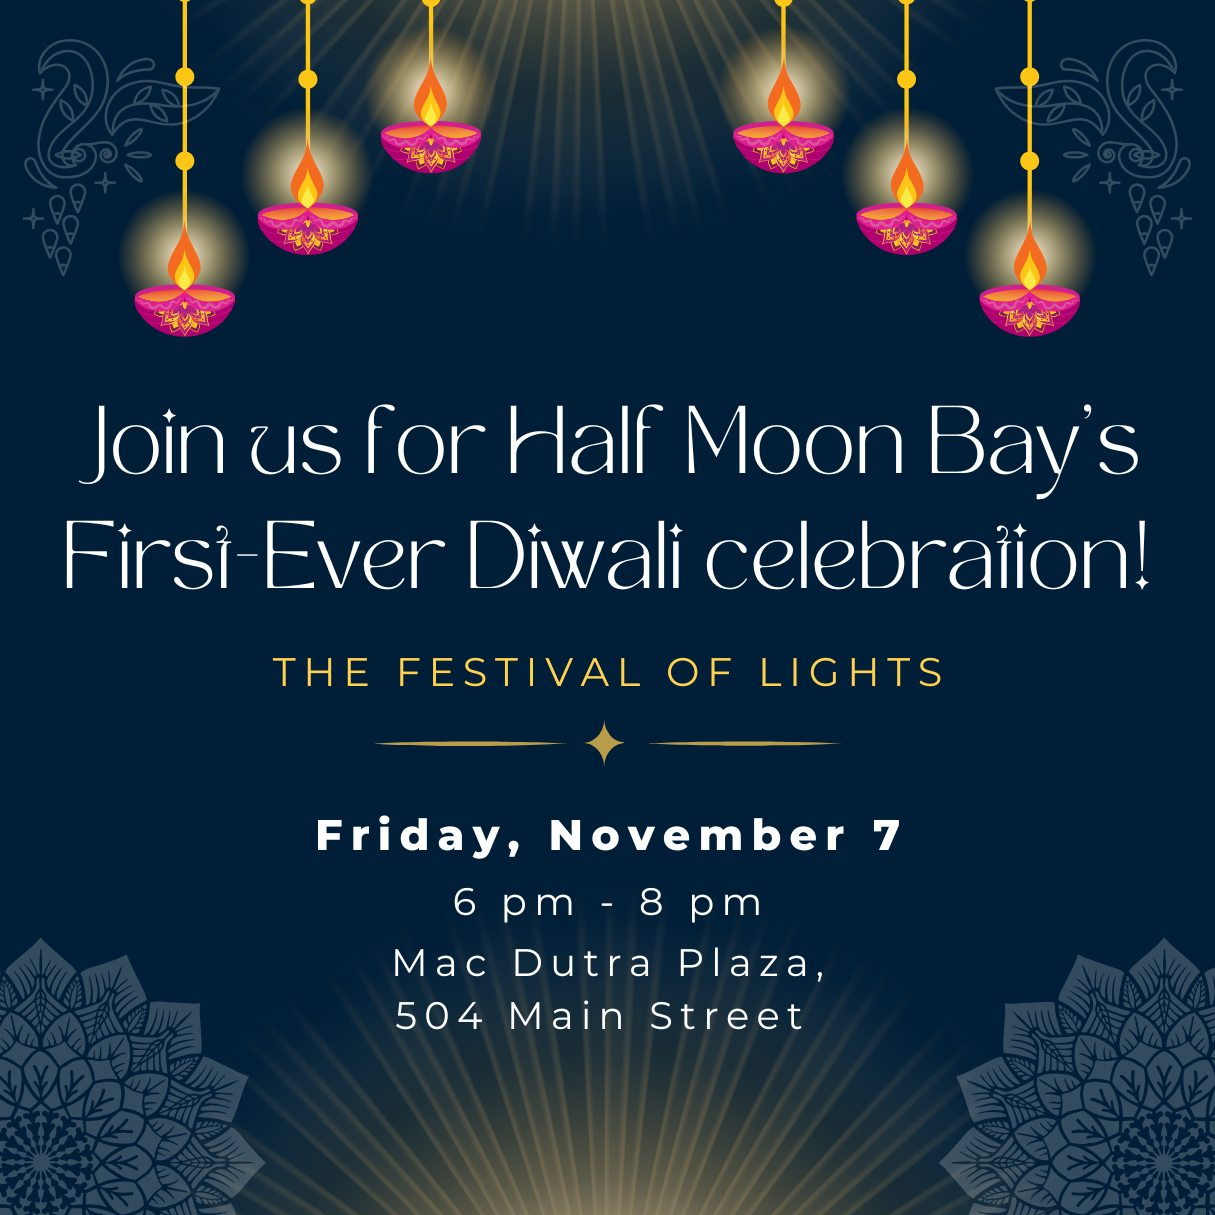 Join us for Half Moon Bay's
First-Ever Diwali celebration!
THE FESTIVAL OF LIGHTS
Friday, November 7
6 pm - 8 pm
Mac Dutra Plaza,
504 Main Street